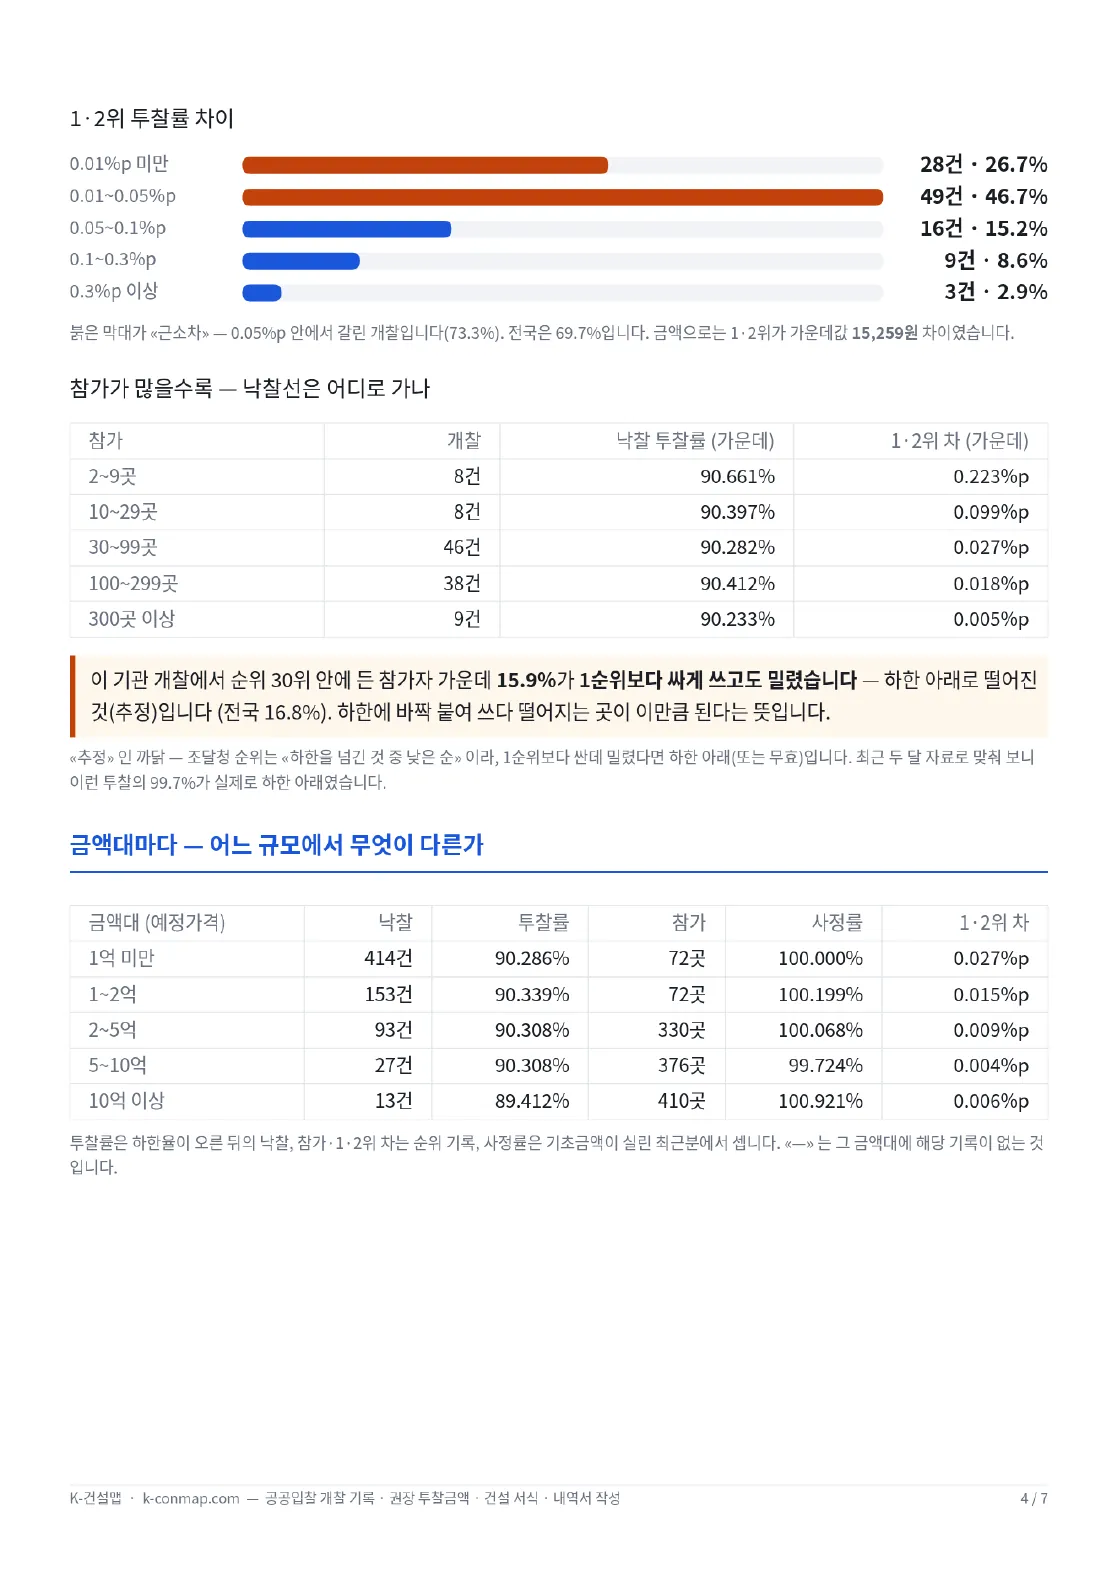 1·2위 투찰률 차이
0.01%p 미만 28건 · 26.7%
0.01~0.05%p 49건 · 46.7%
0.05~0.1%p 16건 · 15.2%
0.1~0.3%p 9건 · 8.6%
0.3%p 이상 3건 · 2.9%
붉은 막대가 «근소차» — 0.05%p 안에서 갈린 개찰입니다(73.3%). 전국은 69.7%입니다. 금액으로는 1·2위가 가운데값 15,259원 차이였습니다.
참가가 많을수록 — 낙찰선은 어디로 가나
참가 개찰 낙찰 투찰률 (가운데) 1·2위 차 (가운데)
2~9곳 8건 90.661% 0.223%p
10~29곳 8건 90.397% 0.099%p
30~99곳 46건 90.282% 0.027%p
100~299곳 38건 90.412% 0.018%p
300곳 이상 9건 90.233% 0.005%p
이 기관 개찰에서 순위 30위 안에 든 참가자 가운데 15.9%가 1순위보다 싸게 쓰고도 밀렸습니다 — 하한 아래로 떨어진
것(추정)입니다 (전국 16.8%). 하한에 바짝 붙여 쓰다 떨어지는 곳이 이만큼 된다는 뜻입니다.
«추정» 인 까닭 — 조달청 순위는 «하한을 넘긴 것 중 낮은 순» 이라, 1순위보다 싼데 밀렸다면 하한 아래(또는 무효)입니다. 최근 두 달 자료로 맞춰 보니
이런 투찰의 99.7%가 실제로 하한 아래였습니다.
금액대마다 — 어느 규모에서 무엇이 다른가
금액대 (예정가격) 낙찰 투찰률 참가 사정률 1·2위 차
1억 미만 414건 90.286% 72곳 100.000% 0.027%p
1~2억 153건 90.339% 72곳 100.199% 0.015%p
2~5억 93건 90.308% 330곳 100.068% 0.009%p
5~10억 27건 90.308% 376곳 99.724% 0.004%p
10억 이상 13건 89.412% 410곳 100.921% 0.006%p
투찰률은 하한율이 오른 뒤의 낙찰, 참가·1·2위 차는 순위 기록, 사정률은 기초금액이 실린 최근분에서 셉니다. «—» 는 그 금액대에 해당 기록이 없는 것
입니다.
K-건설맵 · k-conmap.com — 공공입찰 개찰 기록 · 권장 투찰금액 · 건설 서식 · 내역서 작성 4 / 7